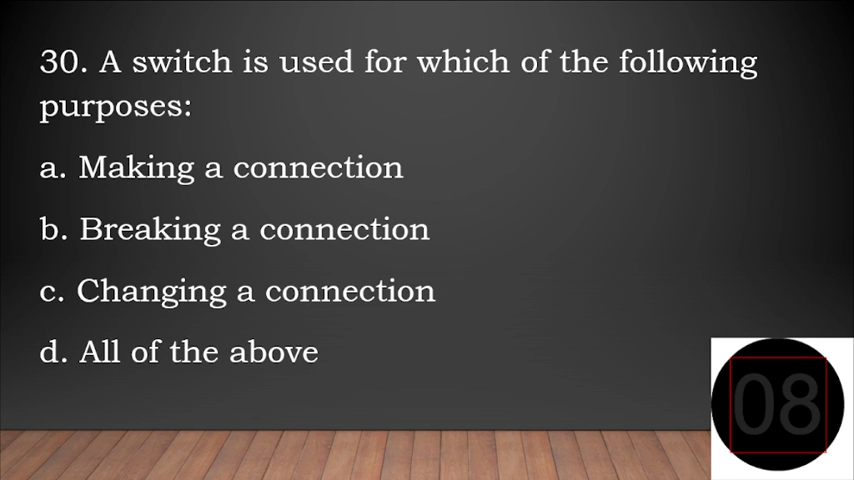 30. A switch is used for which of the following
purposes:
a. Making a connection
b. Breaking a connection
c. Changing a connection
d. All of the above
08